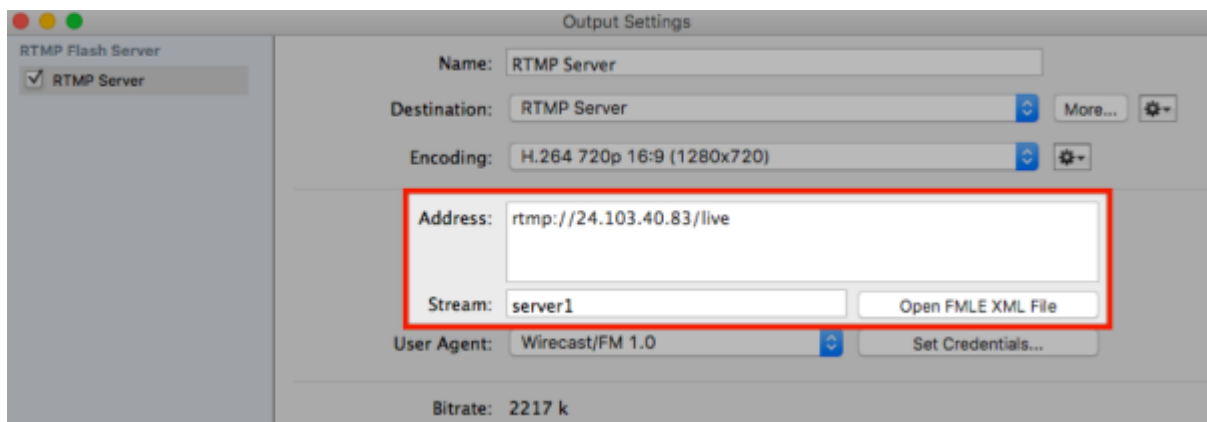 Output Settings
RTMP Flash Server
RTMP Server
Name: RTMP Server
Destination: RTMP Server More...
Encoding: H.264 720p 16:9 (1280x720)
Address: rtmp://24.103.40.83/live
Stream: server1 Open FMLE XML File
User Agent: Wirecast/FM 1.0 Set Credentials...
Bitrate: 2217 k